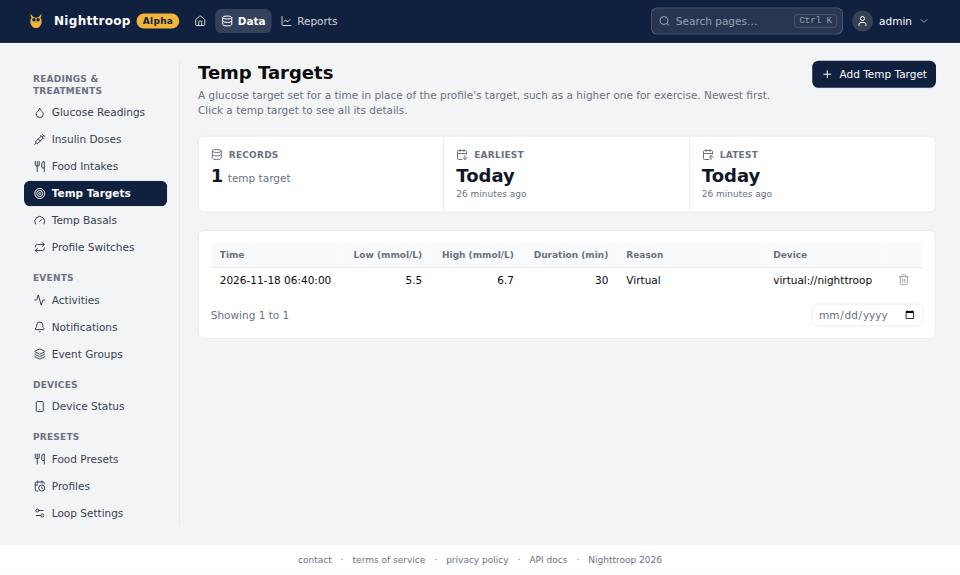 Nighttroop Alpha Data Reports Search pages... Ctrl K admin
READINGS &
TREATMENTS
Glucose Readings
Insulin Doses
Food Intakes
Temp Targets
Temp Basals
Profile Switches
EVENTS
Activities
Notifications
Event Groups
DEVICES
Device Status
PRESETS
Food Presets
Profiles
Loop Settings
Temp Targets
Add Temp Target
A glucose target set for a time in place of the profile's target, such as a higher one for exercise. Newest first.
Click a temp target to see all its details.
RECORDS
1 temp target
EARLIEST
Today
26 minutes ago
LATEST
Today
26 minutes ago
Time Low (mmol/L) High (mmol/L) Duration (min) Reason Device
2026-11-18 06:40:00 5.5 6.7 30 Virtual virtual://nighttroop
Showing 1 to 1 mm/dd/yyyy
contact · terms of service · privacy policy · API docs · Nighttroop 2026